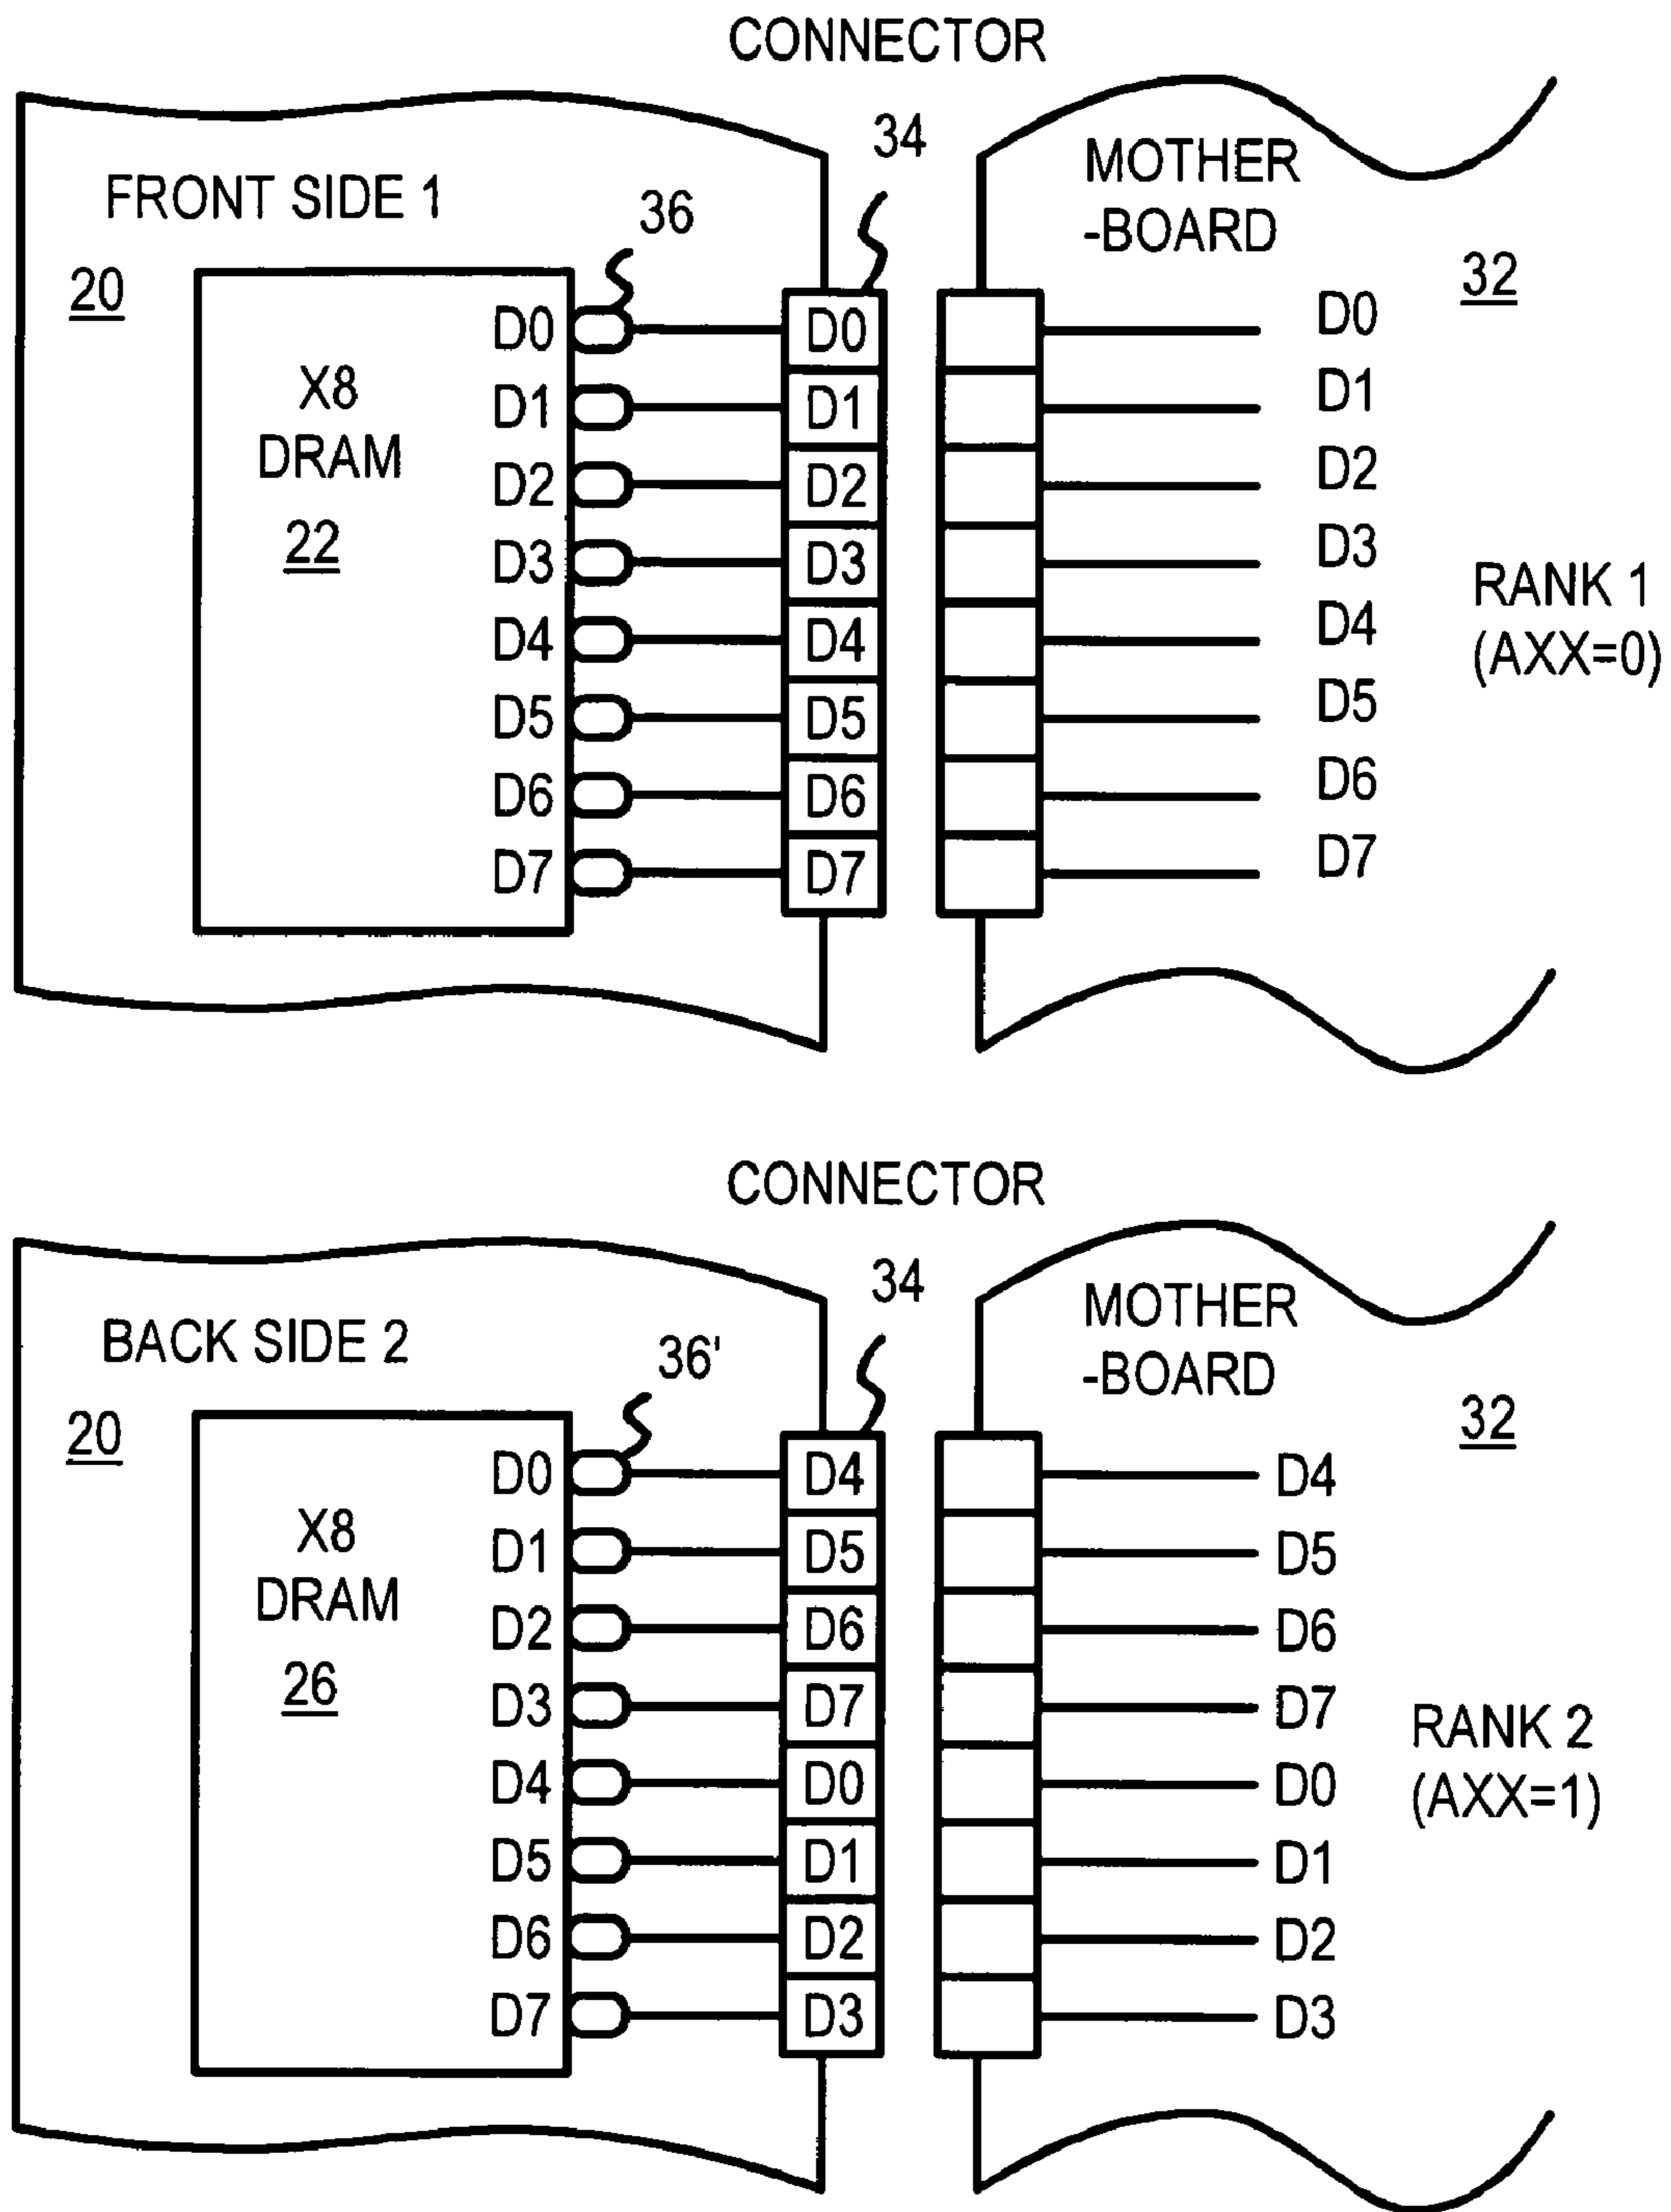 CONNECTOR
34
MOTHER
-BOARD
FRONT SIDE 1
36
20
32
X8
DRAM
22
D0 D0 D0
D1 D1 D1
D2 D2 D2
D3 D3 D3
D4 D4 D4
D5 D5 D5
D6 D6 D6
D7 D7 D7
RANK 1
(AXX=0)
CONNECTOR
34
MOTHER
-BOARD
BACK SIDE 2
36'
20
32
X8
DRAM
26
D0 D4 D4
D1 D5 D5
D2 D6 D6
D3 D7 D7
D4 D0 D0
D5 D1 D1
D6 D2 D2
D7 D3 D3
RANK 2
(AXX=1)